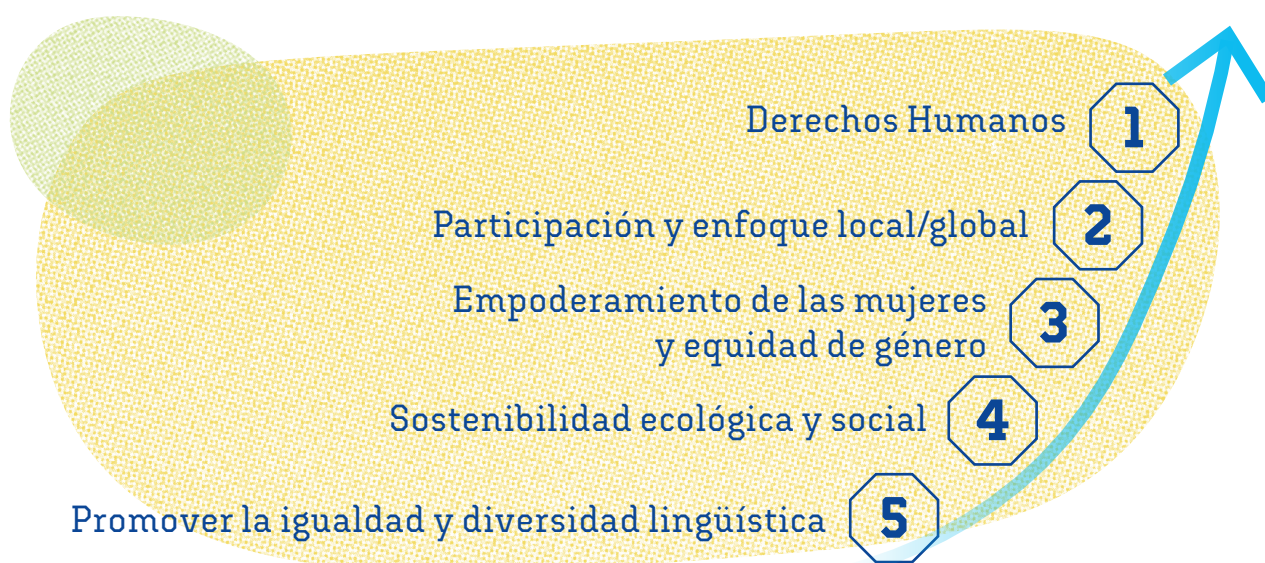 Derechos Humanos 1
Participación y enfoque local/global 2
Empoderamiento de las mujeres
y equidad de género 3
Sostenibilidad ecológica y social 4
Promover la igualdad y diversidad lingüística 5